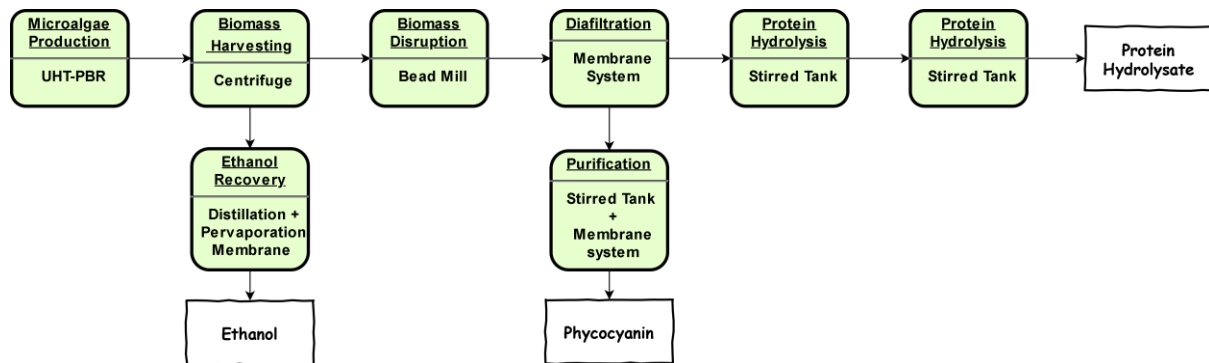 Microalgae
Production
UHT-PBR
Biomass
Harvesting
Centrifuge
Biomass
Disruption
Bead Mill
Diafiltration
Membrane
System
Protein
Hydrolysis
Stirred Tank
Protein
Hydrolysis
Stirred Tank
Protein
Hydrolysate
Ethanol
Recovery
Distillation +
Pervaporation
Membrane
Purification
Stirred Tank
+
Membrane
system
Ethanol
Phycocyanin